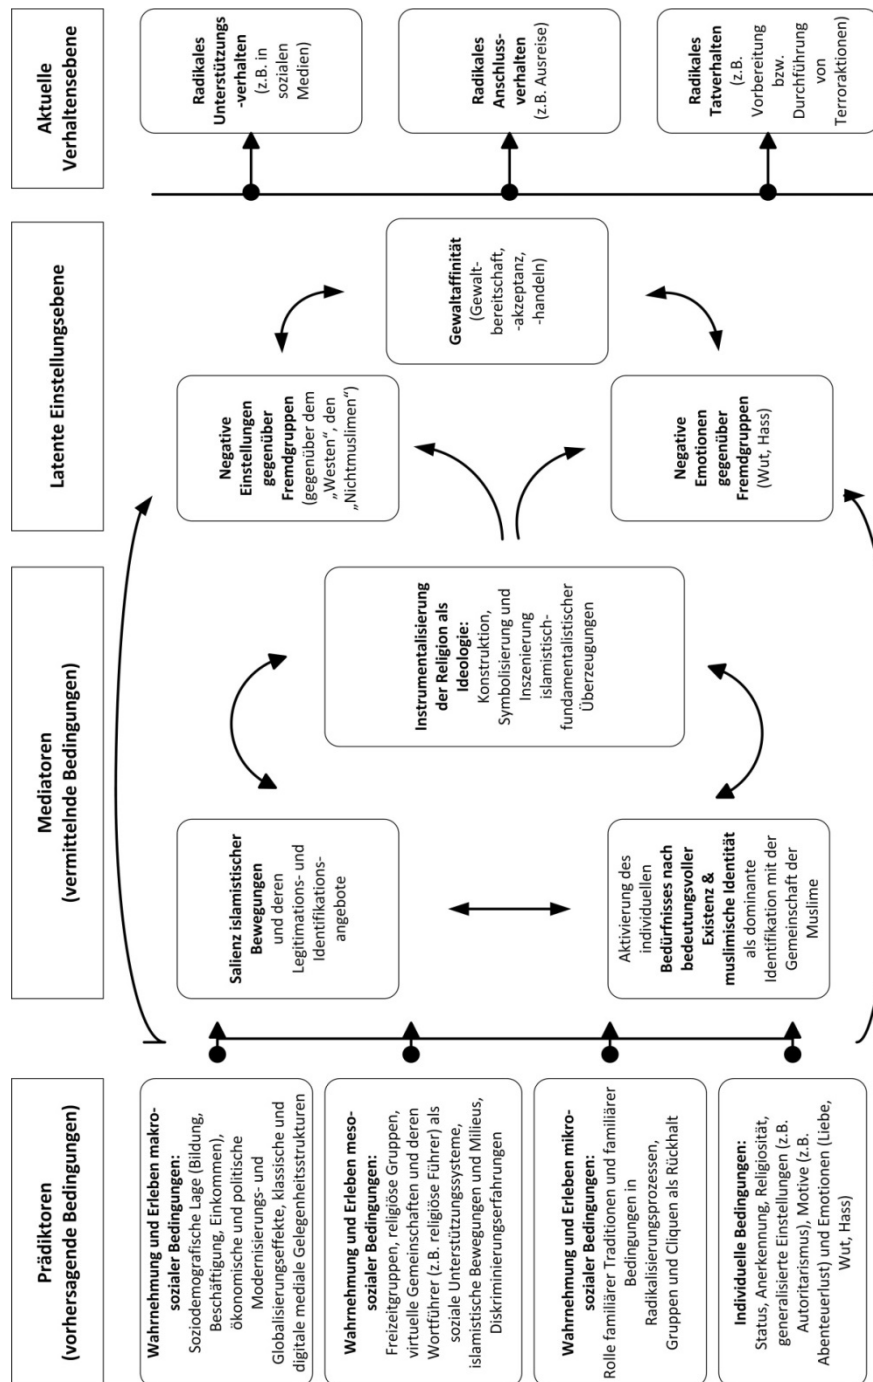 Prädiktoren
(vorhersagende Bedingungen)
Mediatoren
(vermittelnde Bedingungen)
Latente Einstellungsebene
Aktuelle
Verhaltensebene
Wahrnehmung und Erleben makro-
sozialer Bedingungen:
Soziodemografische Lage (Bildung,
Beschäftigung, Einkommen),
ökonomische und politische
Modernisierungs- und
Globalisierungseffekte, klassische und
digitale mediale Gelegenheitsstrukturen
Wahrnehmung und Erleben meso-
sozialer Bedingungen:
Freizeitgruppen, religiöse Gruppen,
virtuelle Gemeinschaften und deren
Wortführer (z.B. religiöse Führer) als
soziale Unterstützungssysteme,
islamistische Bewegungen und Milieus,
Diskriminierungserfahrungen
Wahrnehmung und Erleben mikro-
sozialer Bedingungen:
Rolle familiärer Traditionen und familiärer
Bedingungen in
Radikalisierungsprozessen,
Gruppen und Cliquen als Rückhalt
Individuelle Bedingungen:
Status, Anerkennung, Religiosität,
generalisierte Einstellungen (z.B.
Autoritarismus), Motive (z.B.
Abenteuerlust) und Emotionen (Liebe,
Wut, Hass)
Salienz islamistischer
Bewegungen
und deren
Legitimations- und
Identifikations-
angebote
Aktivierung des
individuellen
Bedürfnisses nach
bedeutungsvoller
Existenz &
muslimische Identität
als dominante
Identifikation mit der
Gemeinschaft der
Muslime
Instrumentalisierung
der Religion als
Ideologie:
Konstruktion,
Symbolisierung und
Inszenierung
islamistisch-
fundamentalistischer
Überzeugungen
Negative
Einstellungen
gegenüber
Fremdgruppen
(gegenüber dem
„Westen“, den
„Nichtmuslimen“)
Negative
Emotionen
gegenüber
Fremdgruppen
(Wut, Hass)
Gewaltaffinität
(Gewalt-
bereitschaft,
-akzeptanz,
-handeln)
Radikales
Unterstützungs
-verhalten
(z.B. in
sozialen
Medien)
Radikales
Anschluss-
verhalten
(z.B. Ausreise)
Radikales
Tatverhalten
(z.B.
Vorbereitung
bzw.
Durchführung
von
Terroraktionen)